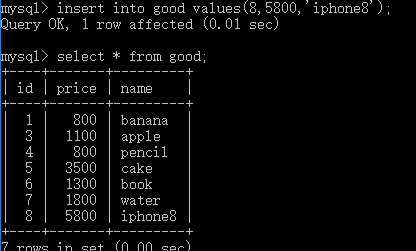 mysql> insert into good values(8,5800,'iphone8');
Query OK, 1 row affected (0.01 sec)
mysql> select * from good;
+----+-------+---------+
| id | price | name    |
+----+-------+---------+
|  1 |   800 | banana  |
|  3 |  1100 | apple   |
|  4 |   800 | pencil  |
|  5 |  3500 | cake    |
|  6 |  1300 | book    |
|  7 |  1800 | water   |
|  8 |  5800 | iphone8 |
+----+-------+---------+
7 rows in set (0.00 sec)